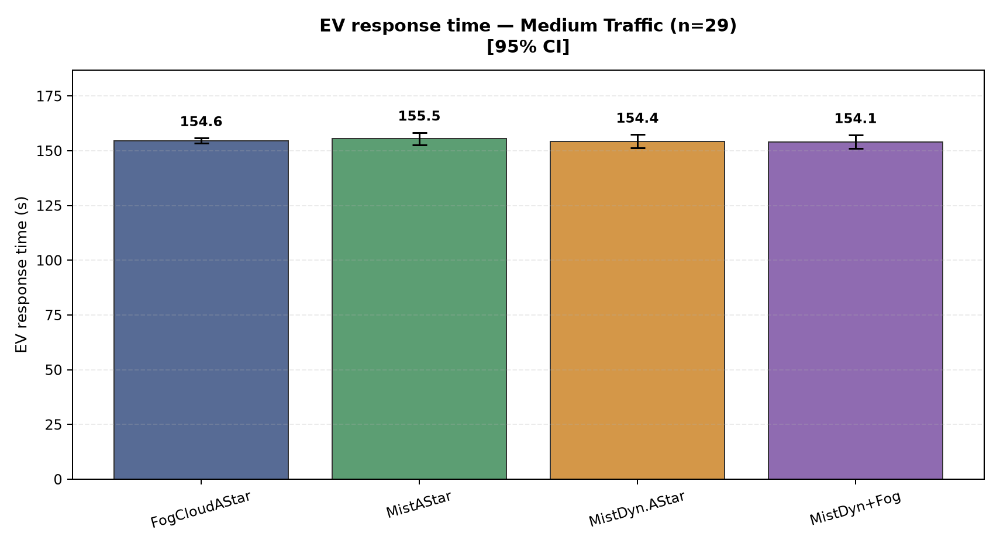 EV response time — Medium Traffic (n=29)
[95% CI]
EV response time (s)
175
150
125
100
75
50
25
0
154.6
155.5
154.4
154.1
FogCloudAStar
MistAStar
MistDyn.AStar
MistDyn+Fog